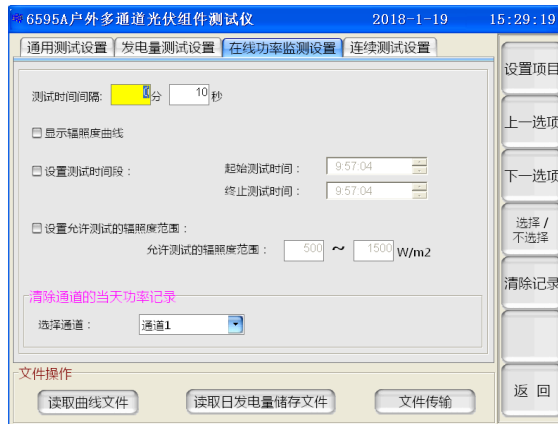 6595A户外多通道光伏组件测试仪 2018-1-19 15:29:19
通用测试设置 发电量测试设置 在线功率监测设置 连续测试设置
测试时间间隔: 0分 10秒
显示辐照度曲线
设置测试时间段： 起始测试时间： 9:57:04
终止测试时间： 9:57:04
设置允许测试的辐照度范围：
允许测试的辐照度范围： 500 ~ 1500 W/m2
清除通道的当天功率记录
选择通道： 通道1
文件操作
读取曲线文件 读取日发电量储存文件 文件传输
设置项目
上一选项
下一选项
选择 /
不选择
清除记录
返 回